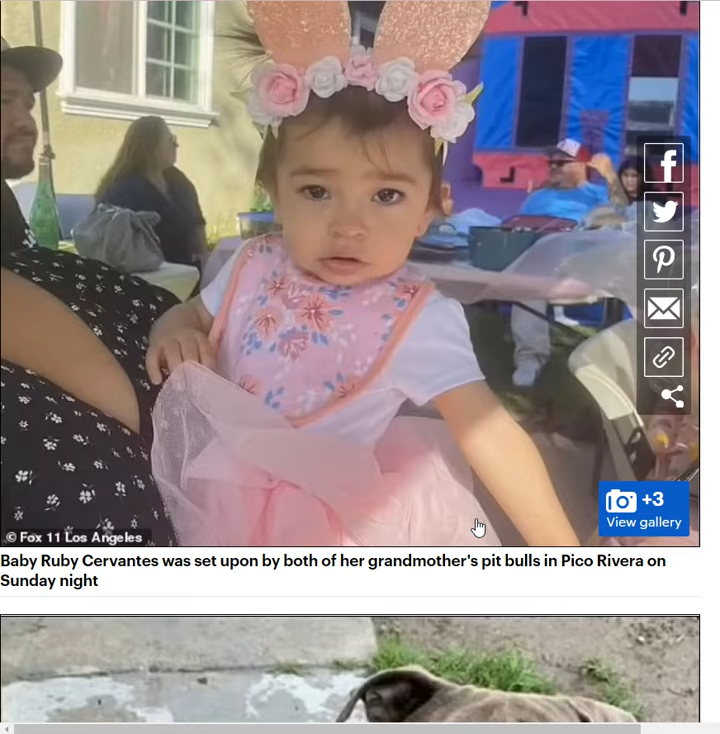 +3
View gallery
© Fox 11 Los Angeles
Baby Ruby Cervantes was set upon by both of her grandmother's pit bulls in Pico Rivera on
Sunday night